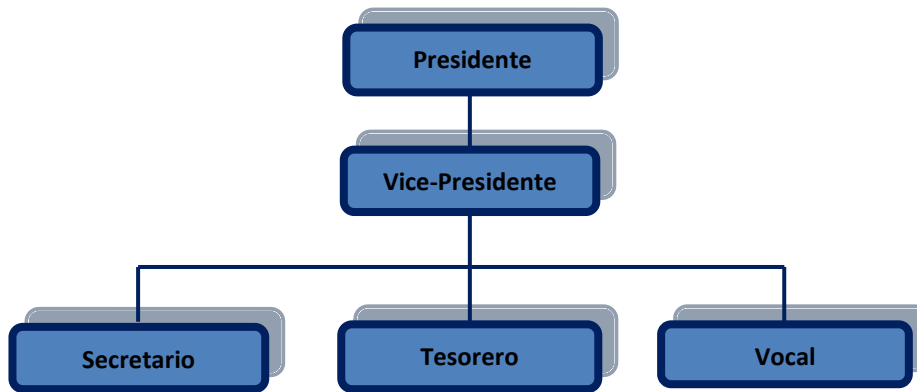 Presidente
Vice-Presidente
Secretario
Tesorero
Vocal